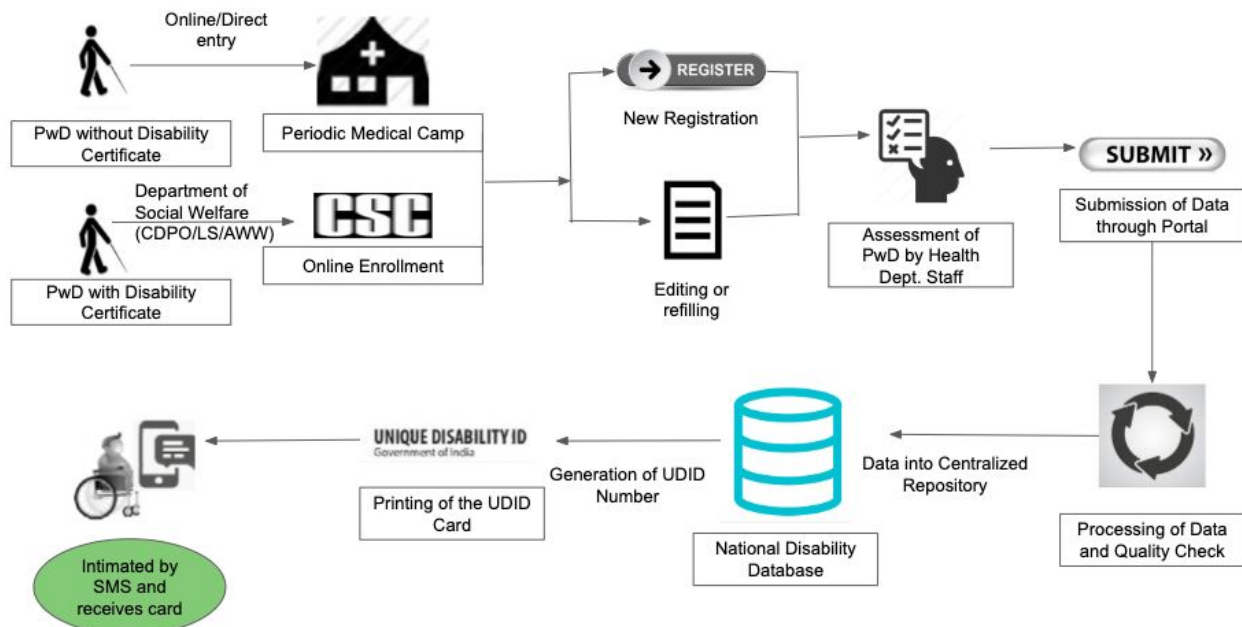 Online/Direct
entry
PwD without Disability
Certificate
Periodic Medical Camp
Department of
Social Welfare
(CDPO/LS/AWW)
CSC
Online Enrollment
PwD with Disability
Certificate
REGISTER
New Registration
Editing or
refilling
Assessment of
PwD by Health
Dept. Staff
SUBMIT »
Submission of Data
through Portal
Processing of Data
and Quality Check
Data into Centralized
Repository
National Disability
Database
Generation of UDID
Number
UNIQUE DISABILITY ID
Government of India
Printing of the UDID
Card
Intimated by
SMS and
receives card